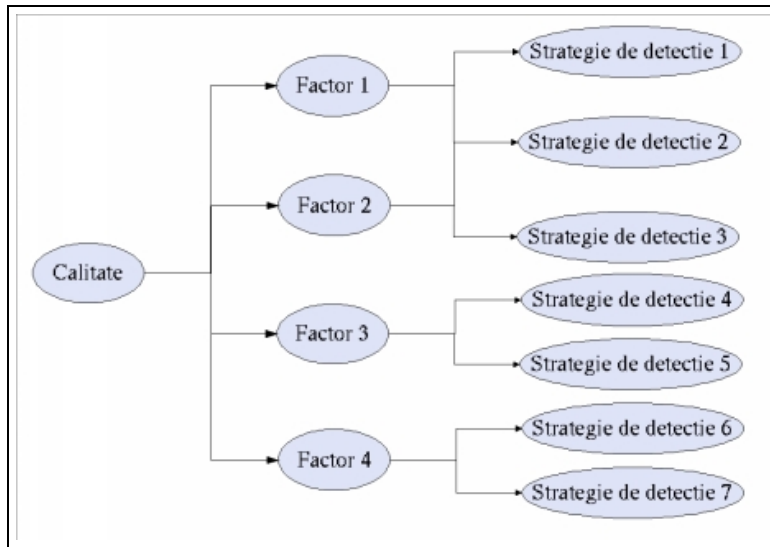 Calitate
Factor 1
Factor 2
Factor 3
Factor 4
Strategie de detectie 1
Strategie de detectie 2
Strategie de detectie 3
Strategie de detectie 4
Strategie de detectie 5
Strategie de detectie 6
Strategie de detectie 7